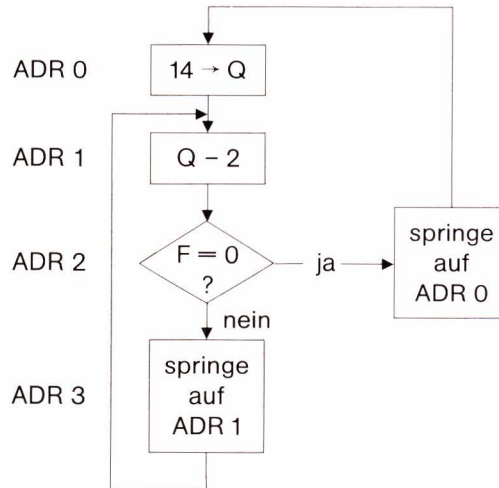 ADR 0
14 → Q
ADR 1
Q – 2
ADR 2
F = 0
?
ja
springe
auf
ADR 0
nein
ADR 3
springe
auf
ADR 1